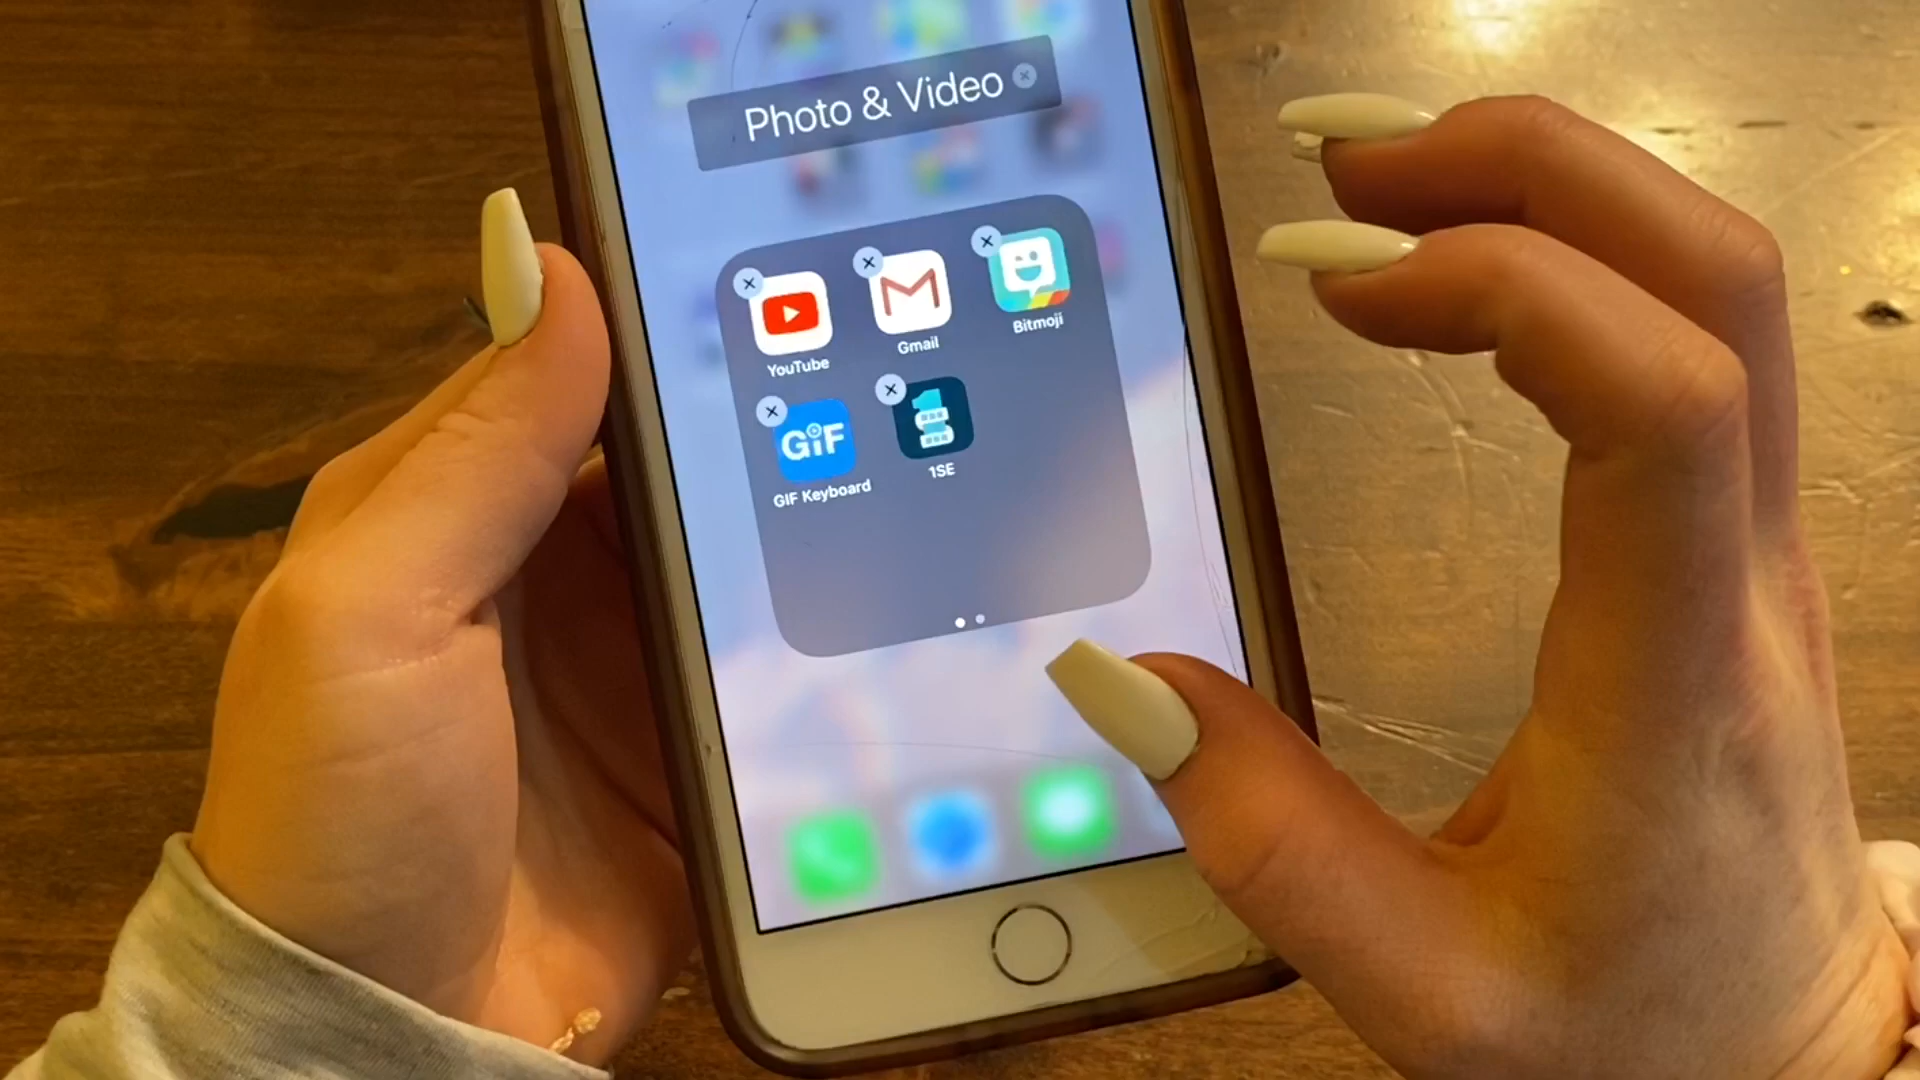 Photo & Video
YouTube
Gmail
Bitmoji
GIF
GIF Keyboard
1SE